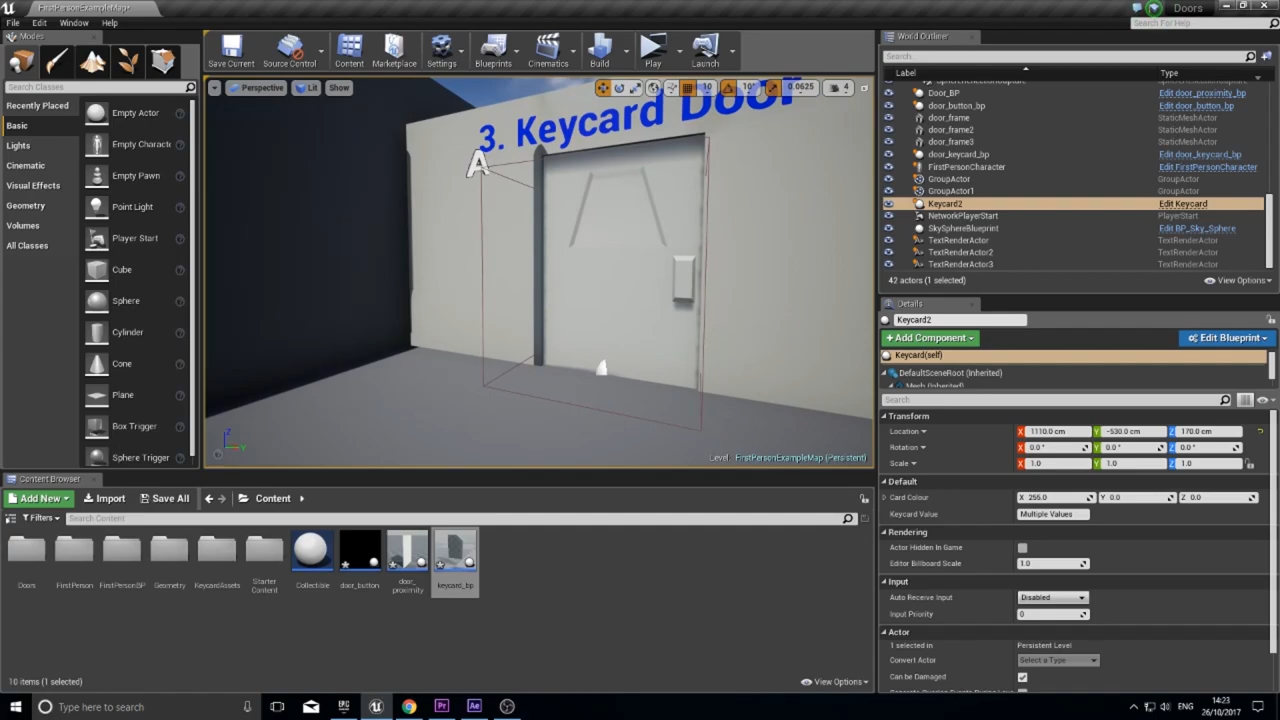 FirstPersonExampleMap*
Doors
File Edit Window Help
Search For Help
Modes
Search Classes
Recently Placed
Basic
Lights
Cinematic
Visual Effects
Geometry
Volumes
All Classes
Empty Actor
Empty Charact
Empty Pawn
Point Light
Player Start
Cube
Sphere
Cylinder
Cone
Plane
Box Trigger
Sphere Trigger
Save Current
Source Control
Content
Marketplace
Settings
Blueprints
Cinematics
Build
Play
Launch
Perspective Lit Show
10 10° 0.0625 4
3. Keycard Door
A
Level: FirstPersonExampleMap (Persistent)
World Outliner
Search...
Label Type
Door_BP Edit door_proximity_bp
door_button_bp Edit door_button_bp
door_frame StaticMeshActor
door_frame2 StaticMeshActor
door_frame3 StaticMeshActor
door_keycard_bp Edit door_keycard_bp
FirstPersonCharacter Edit FirstPersonCharacter
GroupActor GroupActor
GroupActor1 GroupActor
Keycard2 Edit Keycard
NetworkPlayerStart PlayerStart
SkySphereBlueprint Edit BP_Sky_Sphere
TextRenderActor TextRenderActor
TextRenderActor2 TextRenderActor
TextRenderActor3 TextRenderActor
42 actors (1 selected) View Options
Details
Keycard2
+ Add Component Edit Blueprint
Keycard(self)
DefaultSceneRoot (Inherited)
Mesh (Inherited)
Search
Transform
Location X 1110.0 cm Y -530.0 cm Z 170.0 cm
Rotation X 0.0 ° Y 0.0 ° Z 0.0 °
Scale X 1.0 Y 1.0 Z 1.0
Default
Card Colour X 255.0 Y 0.0 Z 0.0
Keycard Value Multiple Values
Rendering
Actor Hidden In Game
Editor Billboard Scale 1.0
Input
Auto Receive Input Disabled
Input Priority 0
Actor
1 selected in Persistent Level
Convert Actor Select a Type
Can be Damaged
Content Browser
Add New Import Save All Content
Filters Search Content
Doors
FirstPerson
FirstPersonBP
Geometry
KeycardAssets
Starter Content
Collectible
door_button
door_proximity
keycard_bp
10 items (1 selected) View Options
Type here to search
ENG
14:23
26/10/2017